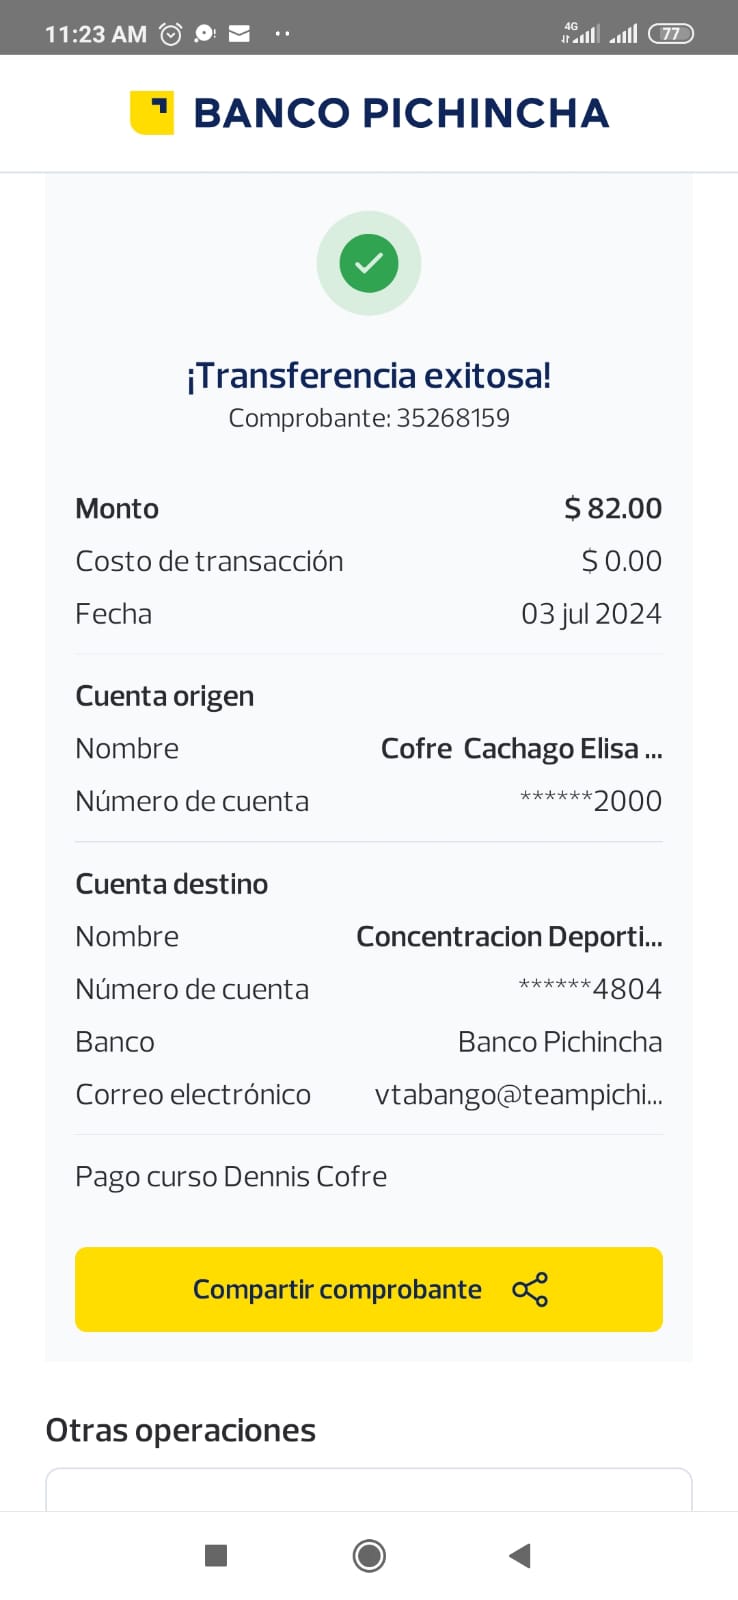 11:23 AM
4G
77
BANCO PICHINCHA
¡Transferencia exitosa!
Comprobante: 35268159
Monto $ 82.00
Costo de transacción $ 0.00
Fecha 03 jul 2024
Cuenta origen
Nombre Cofre Cachago Elisa ...
Número de cuenta ******2000
Cuenta destino
Nombre Concentracion Deporti...
Número de cuenta ******4804
Banco Banco Pichincha
Correo electrónico vtabango@teampichi...
Pago curso Dennis Cofre
Compartir comprobante
Otras operaciones